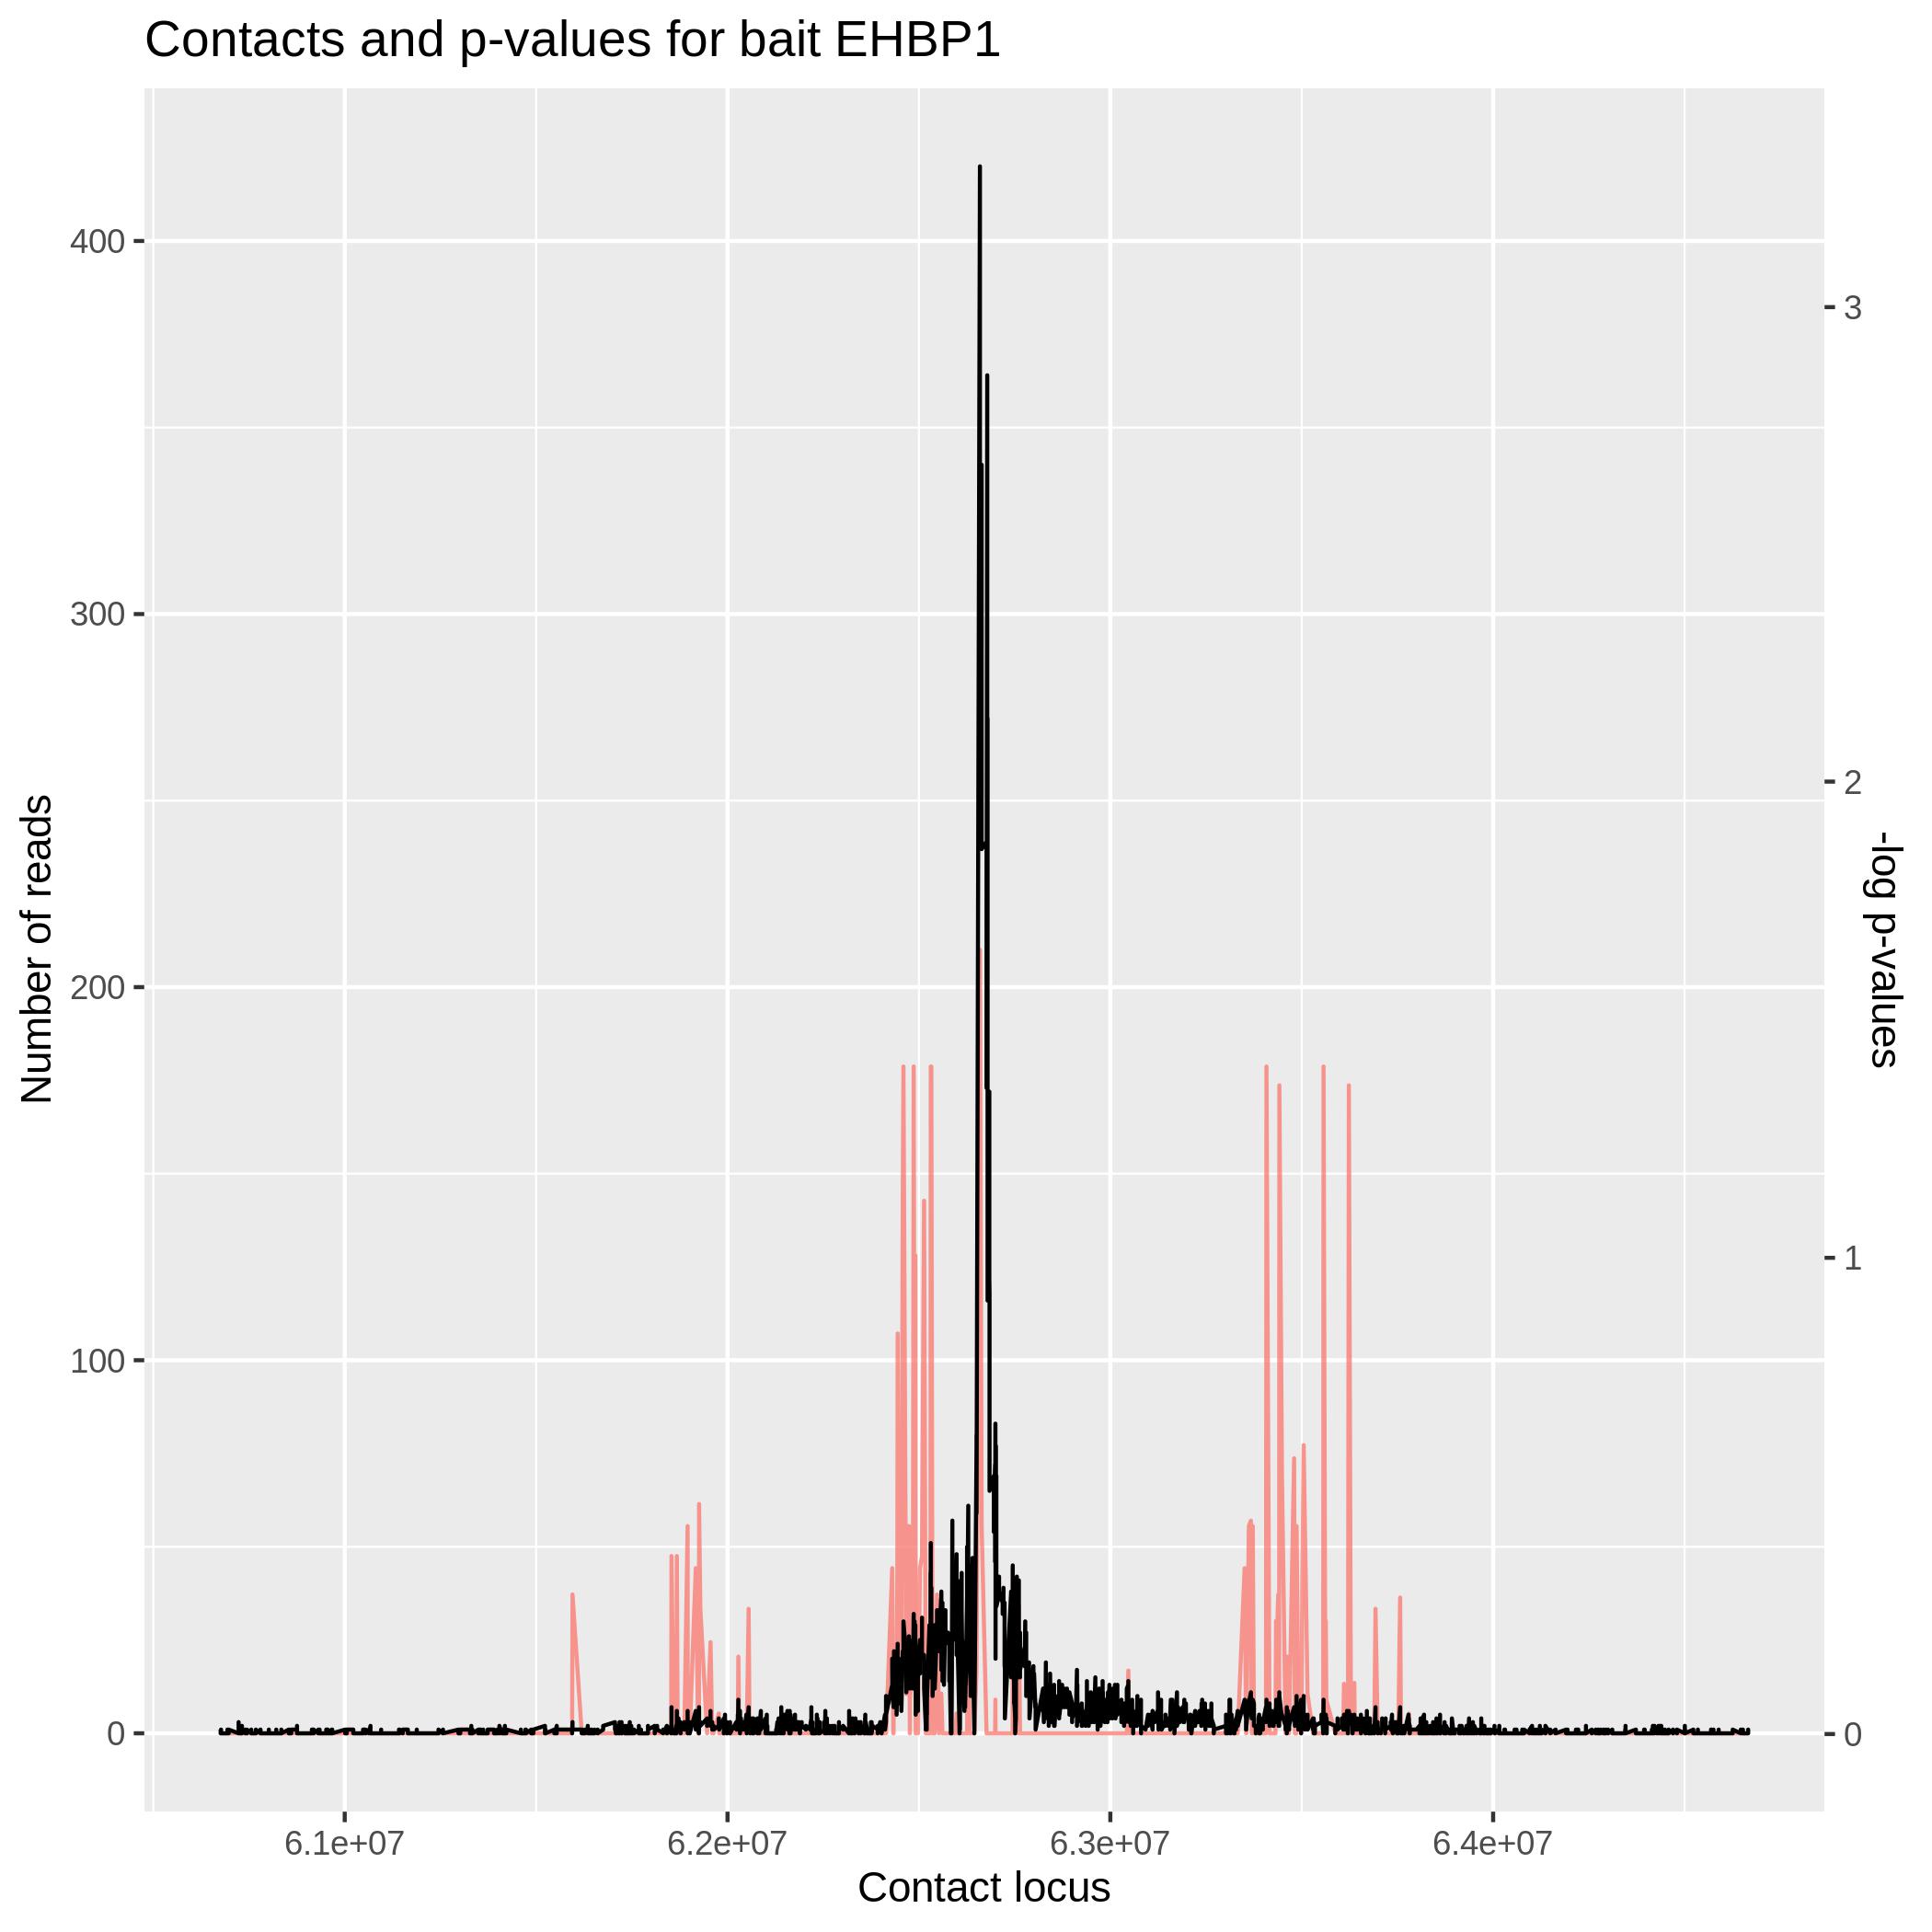 Contacts and p-values for bait EHBP1
400
300
200
100
0
Number of reads
3
2
1
0
-log p-values
6.1e+07
6.2e+07
6.3e+07
6.4e+07
Contact locus